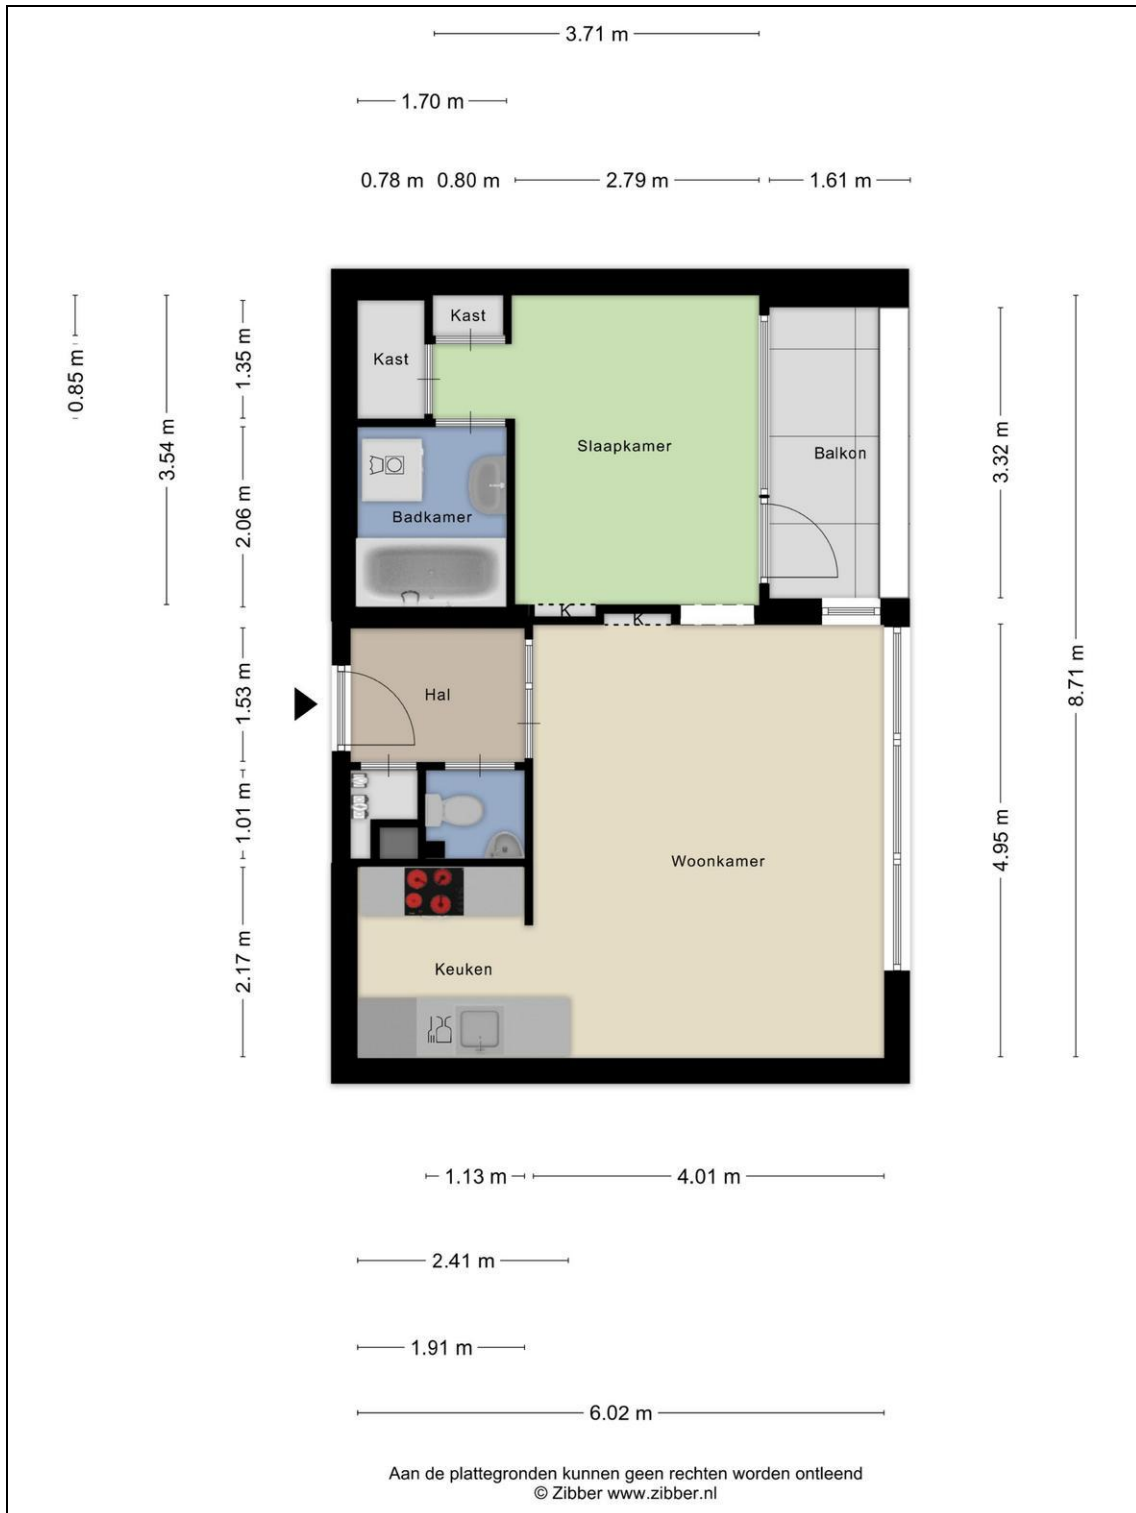 3.71 m
1.70 m
0.78 m 0.80 m 2.79 m 1.61 m
0.85 m
3.54 m
1.35 m
2.06 m
1.53 m
1.01 m
2.17 m
Kast
Kast
Slaapkamer
Balkon
Badkamer
K
K
Hal
Woonkamer
Keuken
3.32 m
4.95 m
8.71 m
1.13 m 4.01 m
2.41 m
1.91 m
6.02 m
Aan de plattegronden kunnen geen rechten worden ontleend
© Zibber www.zibber.nl